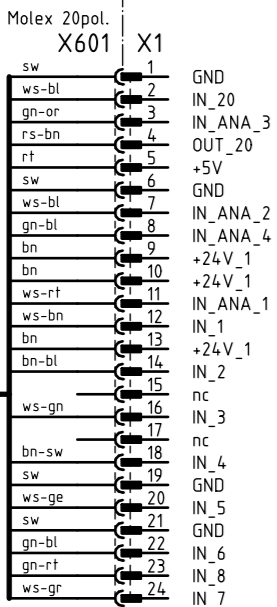 Molex 20pol.
X601 X1
sw 1 GND
ws-bl 2 IN_20
gn-or 3 IN_ANA_3
rs-bn 4 OUT_20
rt 5 +5V
sw 6 GND
ws-bl 7 IN_ANA_2
gn-bl 8 IN_ANA_4
bn 9 +24V_1
bn 10 +24V_1
ws-rt 11 IN_ANA_1
ws-bn 12 IN_1
bn 13 +24V_1
bn-bl 14 IN_2
15 nc
ws-gn 16 IN_3
17 nc
bn-sw 18 IN_4
sw 19 GND
ws-ge 20 IN_5
sw 21 GND
gn-bl 22 IN_6
gn-rt 23 IN_8
ws-gr 24 IN_7